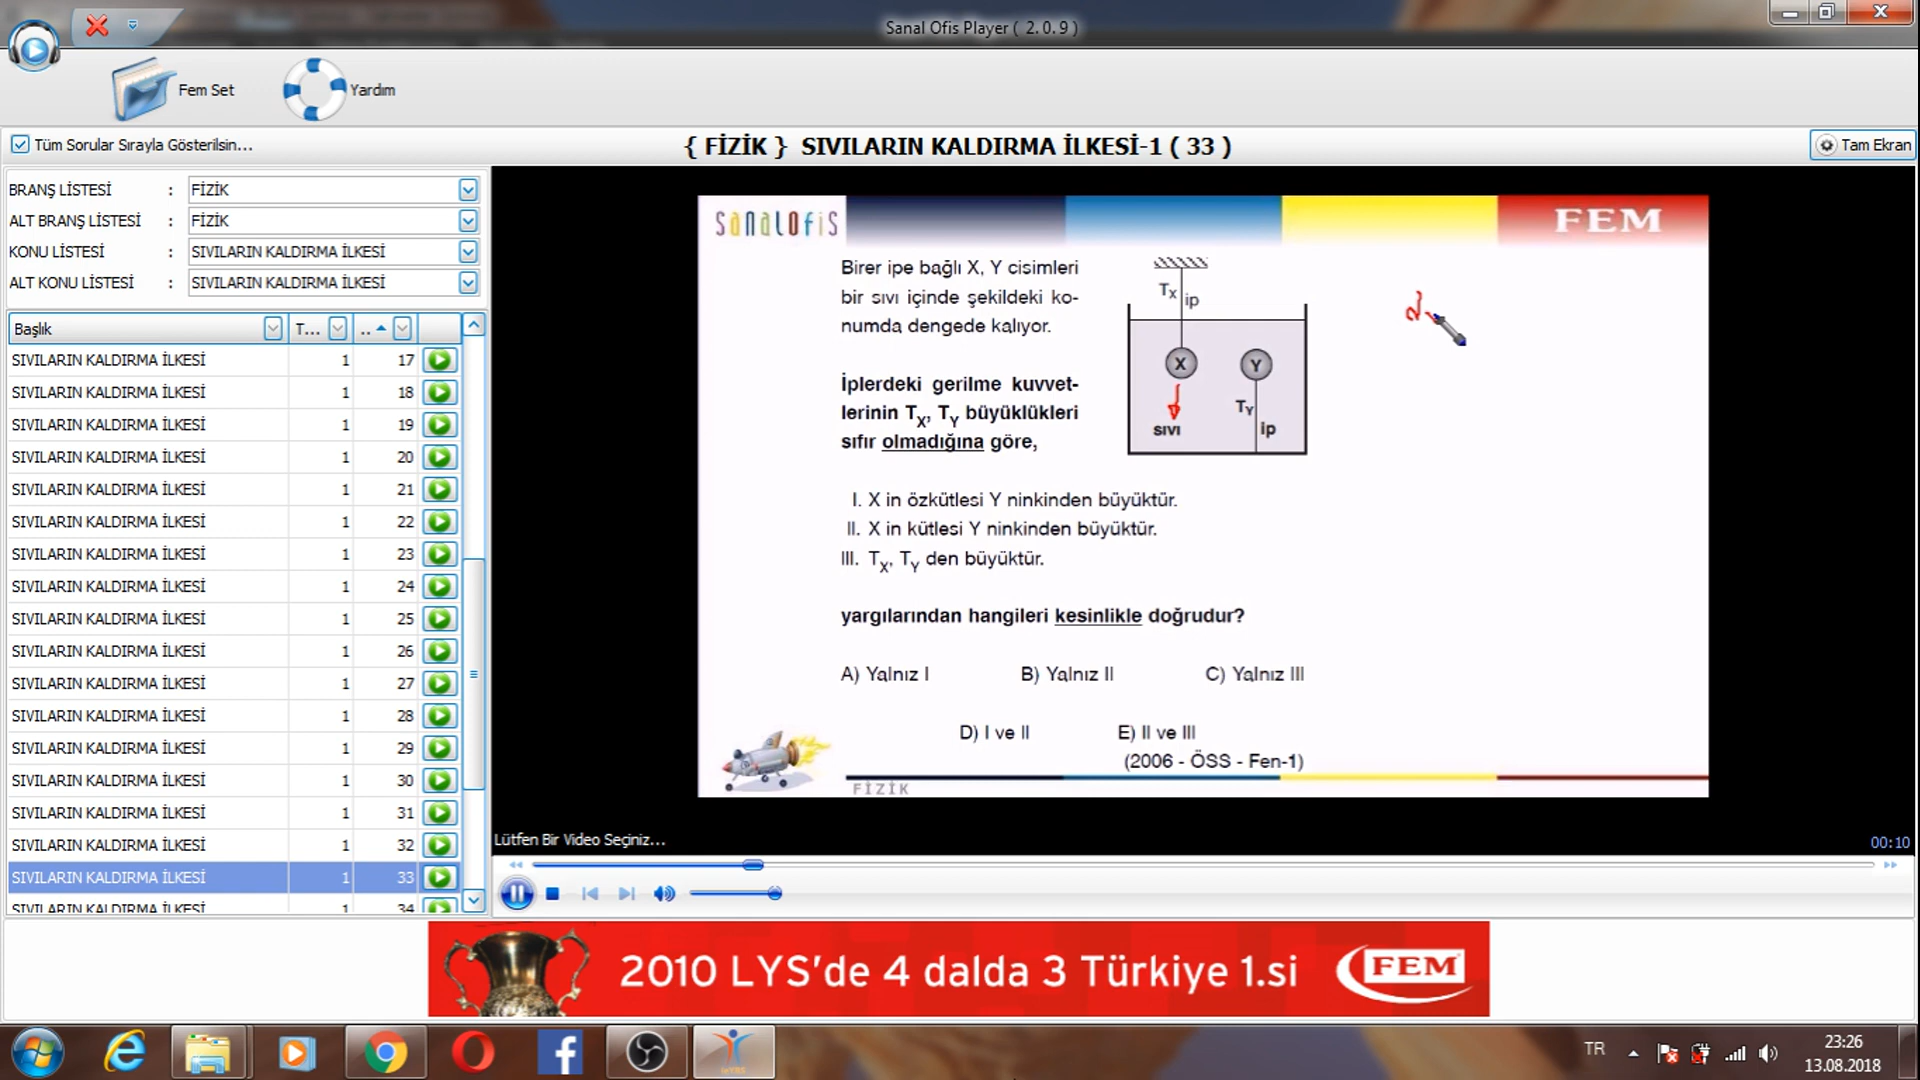 Sanal Ofis Player ( 2.0.9 )
Fem Set
Yardım
Tüm Sorular Sırayla Gösterilsin...
{ FİZİK } SIVILARIN KALDIRMA İLKESİ-1 ( 33 )
Tam Ekran
BRANŞ LİSTESİ : FİZİK
ALT BRANŞ LİSTESİ : FİZİK
KONU LİSTESİ : SIVILARIN KALDIRMA İLKESİ
ALT KONU LİSTESİ : SIVILARIN KALDIRMA İLKESİ
Başlık T... ..
SIVILARIN KALDIRMA İLKESİ 1 17
SIVILARIN KALDIRMA İLKESİ 1 18
SIVILARIN KALDIRMA İLKESİ 1 19
SIVILARIN KALDIRMA İLKESİ 1 20
SIVILARIN KALDIRMA İLKESİ 1 21
SIVILARIN KALDIRMA İLKESİ 1 22
SIVILARIN KALDIRMA İLKESİ 1 23
SIVILARIN KALDIRMA İLKESİ 1 24
SIVILARIN KALDIRMA İLKESİ 1 25
SIVILARIN KALDIRMA İLKESİ 1 26
SIVILARIN KALDIRMA İLKESİ 1 27
SIVILARIN KALDIRMA İLKESİ 1 28
SIVILARIN KALDIRMA İLKESİ 1 29
SIVILARIN KALDIRMA İLKESİ 1 30
SIVILARIN KALDIRMA İLKESİ 1 31
SIVILARIN KALDIRMA İLKESİ 1 32
SIVILARIN KALDIRMA İLKESİ 1 33
SIVILARIN KALDIRMA İLKESİ 1 34
sanalofis
FEM
Birer ipe bağlı X, Y cisimleri
bir sıvı içinde şekildeki ko-
numda dengede kalıyor.
İplerdeki gerilme kuvvet-
lerinin TX, TY büyüklükleri
sıfır olmadığına göre,
TX ip
X Y
TY
sıvı ip
I. X in özkütlesi Y ninkinden büyüktür.
II. X in kütlesi Y ninkinden büyüktür.
III. TX, TY den büyüktür.
yargılarından hangileri kesinlikle doğrudur?
A) Yalnız I B) Yalnız II C) Yalnız III
D) I ve II E) II ve III
(2006 - ÖSS - Fen-1)
FİZİK
Lütfen Bir Video Seçiniz...
00:10
2010 LYS'de 4 dalda 3 Türkiye 1.si
FEM
TR
23:26
13.08.2018